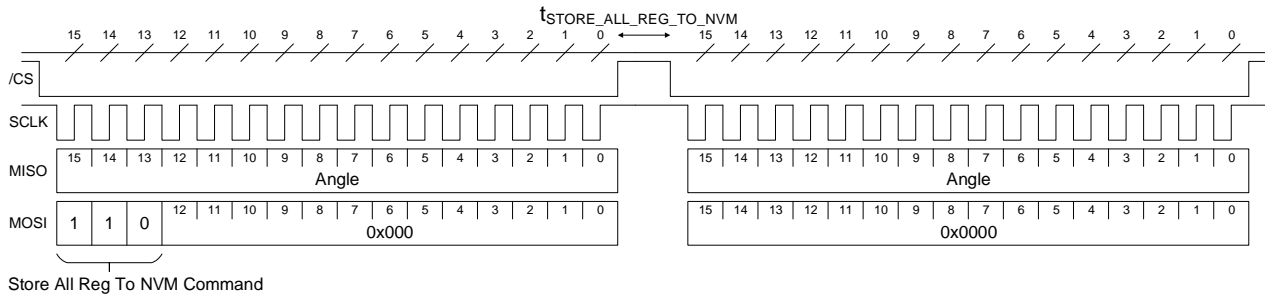 tSTORE_ALL_REG_TO_NVM
15 14 13 12 11 10 9 8 7 6 5 4 3 2 1 0 15 14 13 12 11 10 9 8 7 6 5 4 3 2 1 0
/CS
SCLK
15 14 13 12 11 10 9 8 7 6 5 4 3 2 1 0 15 14 13 12 11 10 9 8 7 6 5 4 3 2 1 0
MISO Angle Angle
12 11 10 9 8 7 6 5 4 3 2 1 0 15 14 13 12 11 10 9 8 7 6 5 4 3 2 1 0
MOSI 1 1 0 0x000 0x0000
Store All Reg To NVM Command